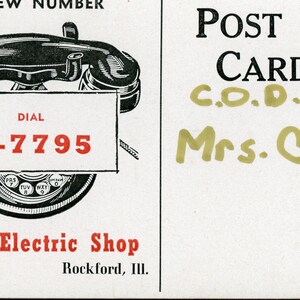 EW NUMBER
DIAL
-7795
Electric Shop
Rockford, Ill.
POST
CARD
C.O.D.
Mrs. C